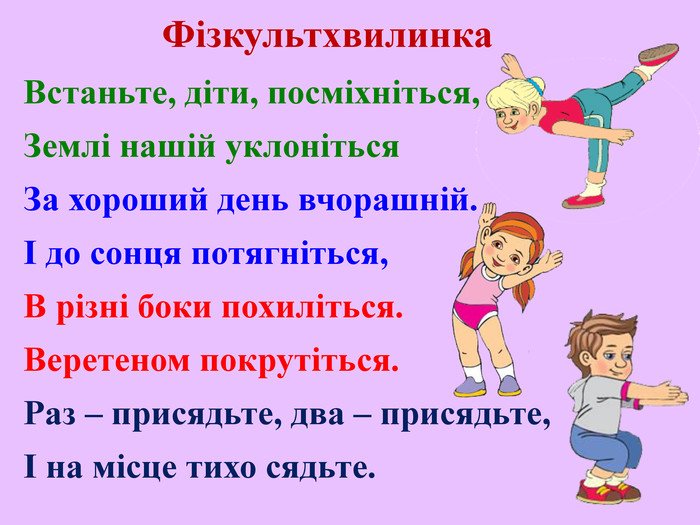 Фізкультхвилинка
Встаньте, діти, посміхніться,
Землі нашій уклоніться
За хороший день вчорашній.
І до сонця потягніться,
В різні боки похиліться.
Веретеном покрутіться.
Раз – присядьте, два – присядьте,
І на місце тихо сядьте.